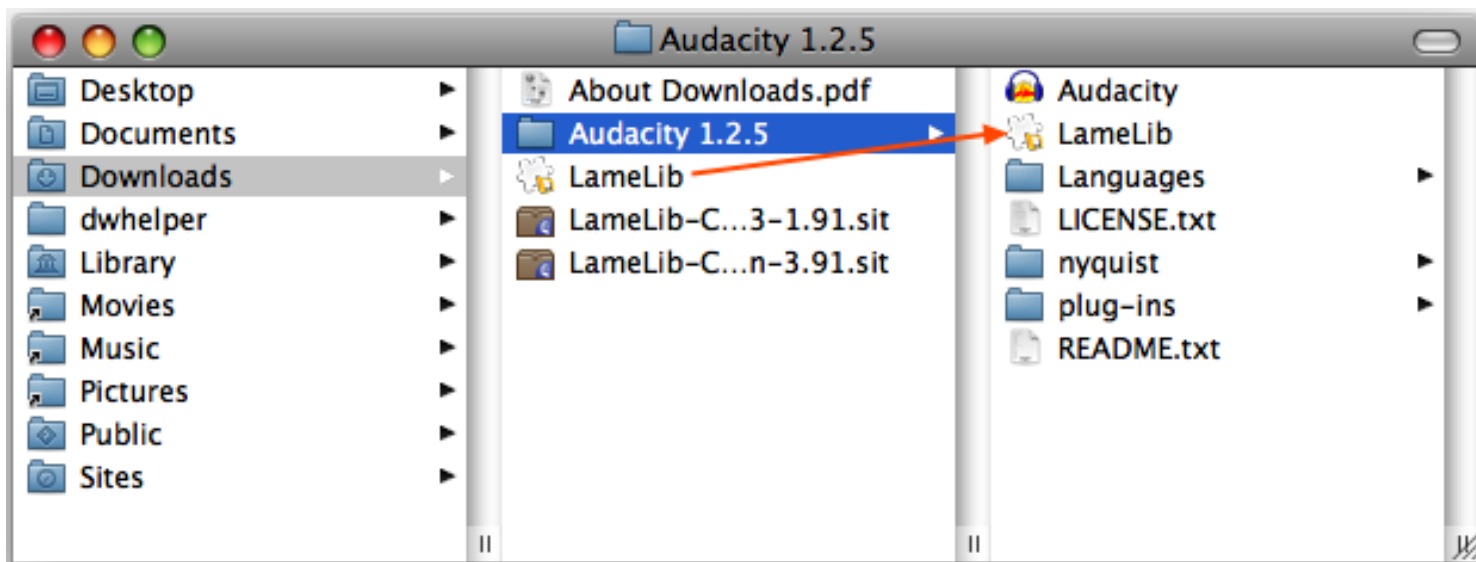 Audacity 1.2.5
Desktop
Documents
Downloads
dwhelper
Library
Movies
Music
Pictures
Public
Sites
About Downloads.pdf
Audacity 1.2.5
LameLib
LameLib-C...3-1.91.sit
LameLib-C...n-3.91.sit
Audacity
LameLib
Languages
LICENSE.txt
nyquist
plug-ins
README.txt